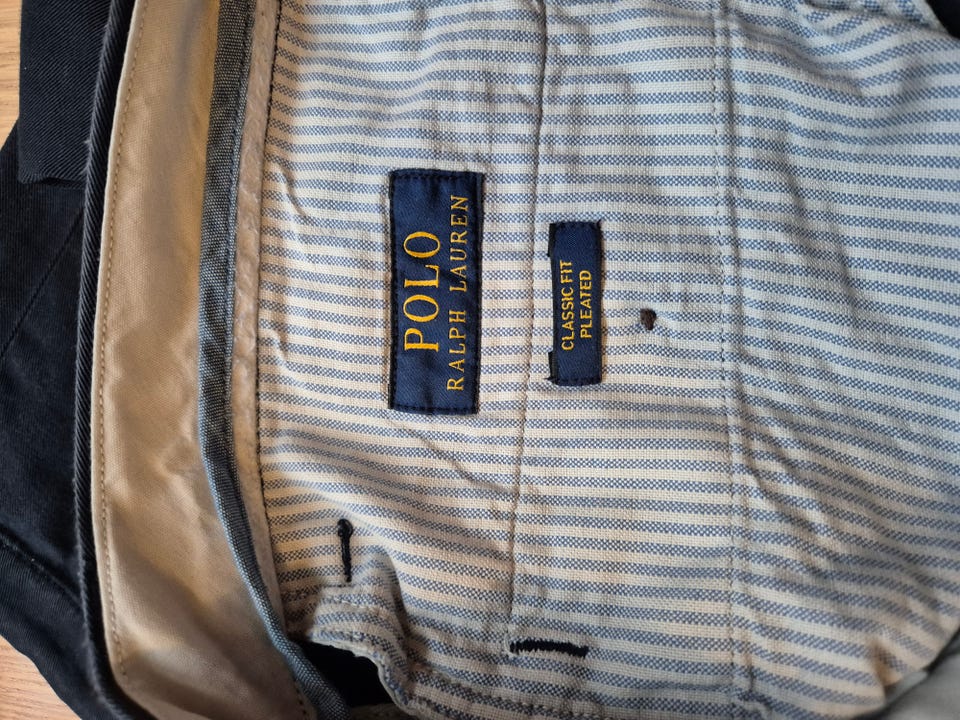 POLO
RALPH LAUREN
CLASSIC FIT
PLEATED